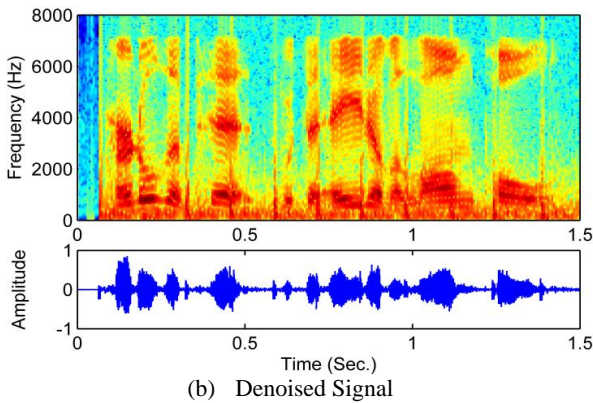 8000
6000
4000
2000
0
Frequency (Hz)
0 0.5 1 1.5
1
0
-1
Amplitude
0 0.5 1 1.5
Time (Sec.)
(b) Denoised Signal